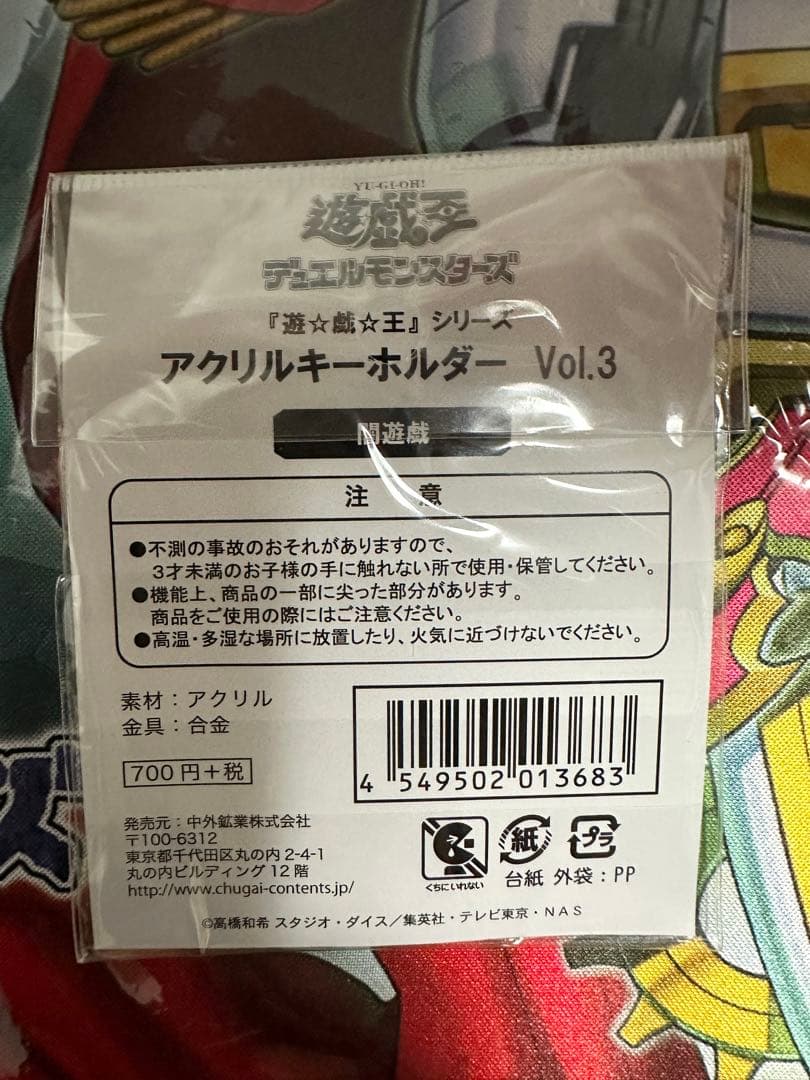 YU-GI-OH!
遊戯王
デュエルモンスターズ
『遊☆戯☆王』シリーズ
アクリルキーホルダー Vol.3
闇遊戯
注 意
●不測の事故のおそれがありますので、
3才未満のお子様の手に触れない所で使用・保管してください。
●機能上、商品の一部に尖った部分があります。
商品をご使用の際にはご注意ください。
●高温・多湿な場所に放置したり、火気に近づけないでください。
素材：アクリル
金具：合金
700円+税
4 549502 013683
発売元：中外鉱業株式会社
〒100-6312
東京都千代田区丸の内 2-4-1
丸の内ビルディング 12 階
http://www.chugai-contents.jp/
くちにいれない
紙
プラ
台紙 外袋：PP
©高橋和希 スタジオ・ダイス／集英社・テレビ東京・NAS